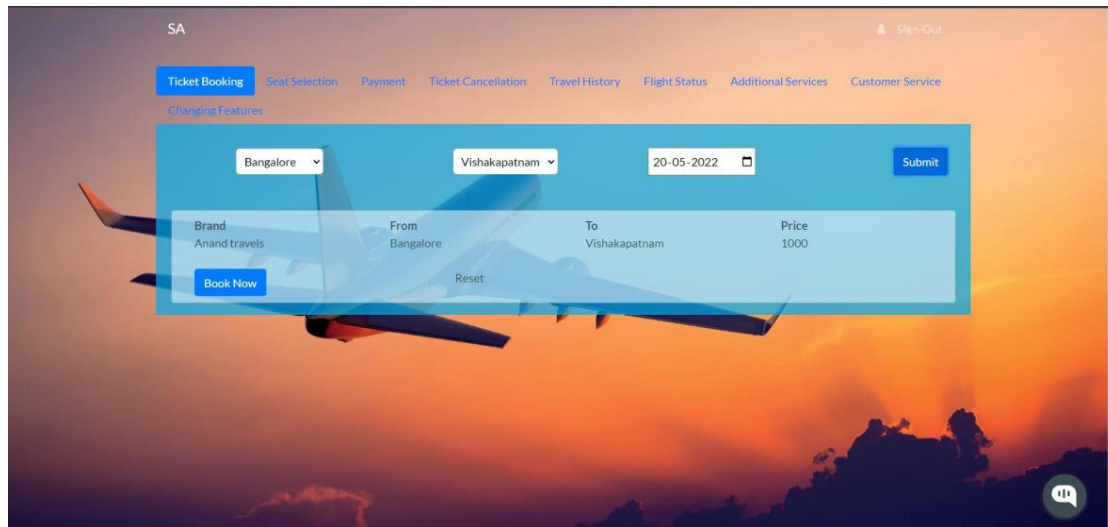 SA Sign-Out
Ticket Booking Seat Selection Payment Ticket Cancellation Travel History Flight Status Additional Services Customer Service
Changing Features
Bangalore Vishakapatnam 20-05-2022 Submit
Brand From To Price
Anand travels Bangalore Vishakapatnam 1000
Book Now Reset